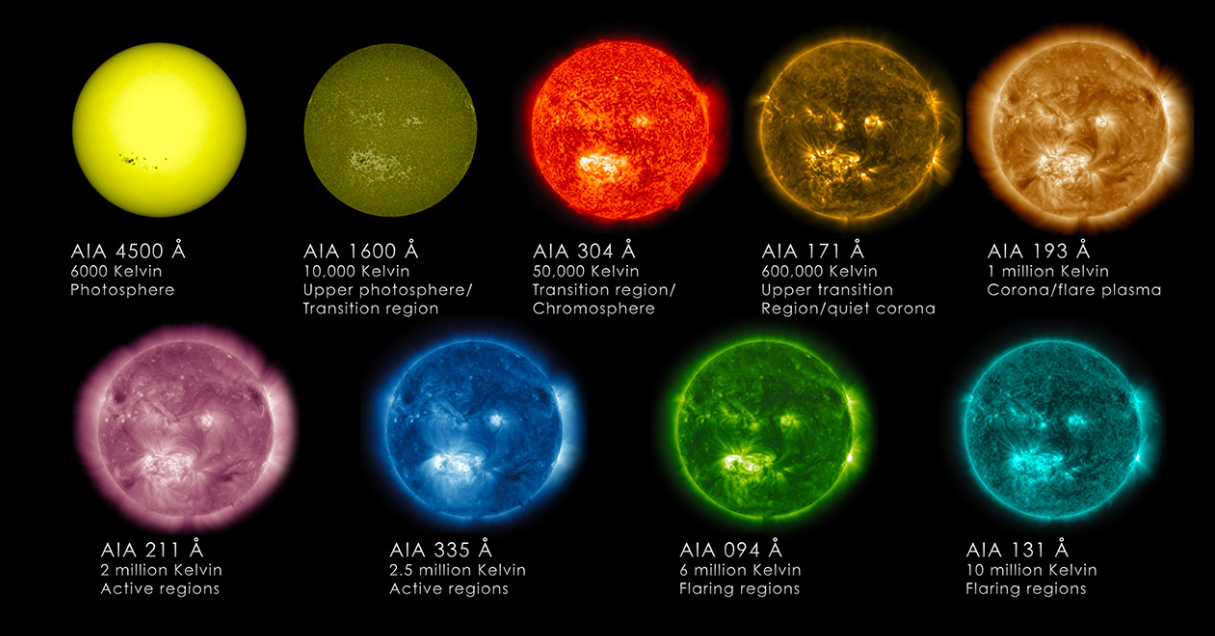 AIA 4500 Å
6000 Kelvin
Photosphere
AIA 1600 Å
10,000 Kelvin
Upper photosphere/
Transition region
AIA 304 Å
50,000 Kelvin
Transition region/
Chromosphere
AIA 171 Å
600,000 Kelvin
Upper transition
Region/quiet corona
AIA 193 Å
1 million Kelvin
Corona/flare plasma
AIA 211 Å
2 million Kelvin
Active regions
AIA 335 Å
2.5 million Kelvin
Active regions
AIA 094 Å
6 million Kelvin
Flaring regions
AIA 131 Å
10 million Kelvin
Flaring regions